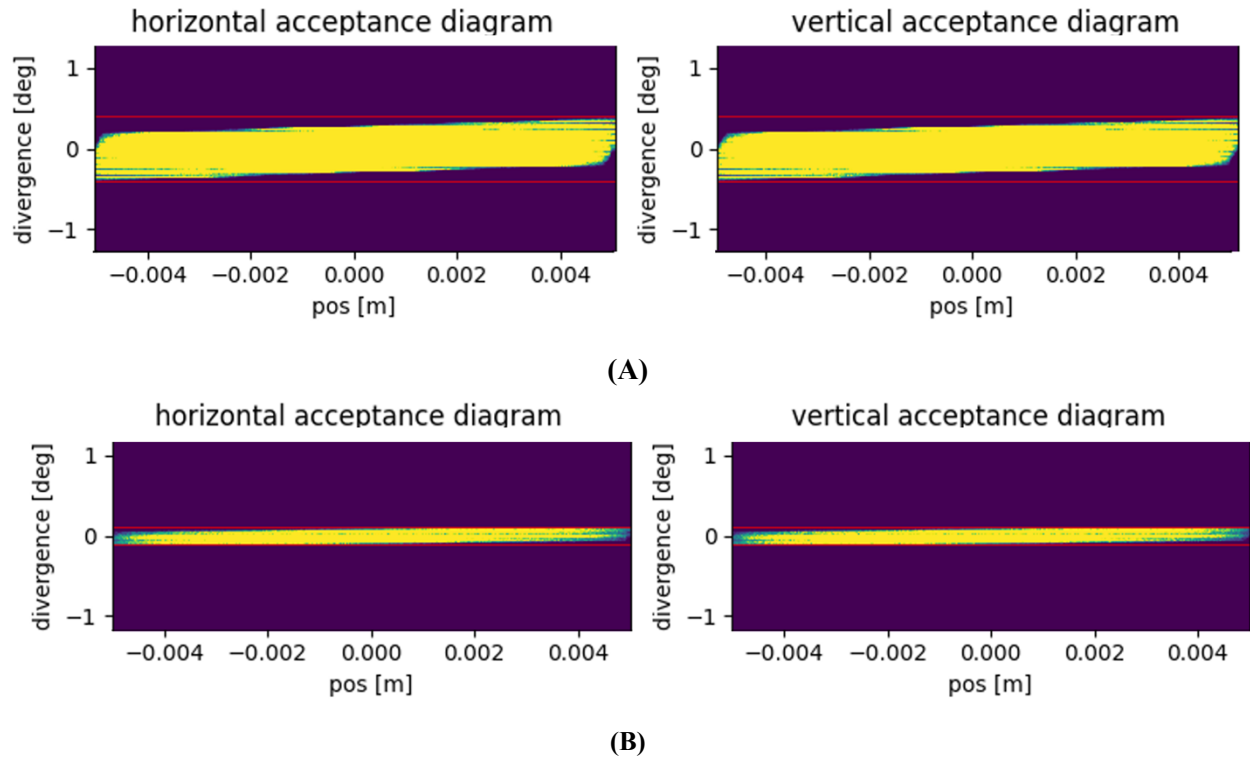 horizontal acceptance diagram
divergence [deg]
1
0
−1
−0.004 −0.002 0.000 0.002 0.004
pos [m]
vertical acceptance diagram
divergence [deg]
1
0
−1
−0.004 −0.002 0.000 0.002 0.004
pos [m]
(A)
horizontal acceptance diagram
divergence [deg]
1
0
−1
−0.004 −0.002 0.000 0.002 0.004
pos [m]
vertical acceptance diagram
divergence [deg]
1
0
−1
−0.004 −0.002 0.000 0.002 0.004
pos [m]
(B)